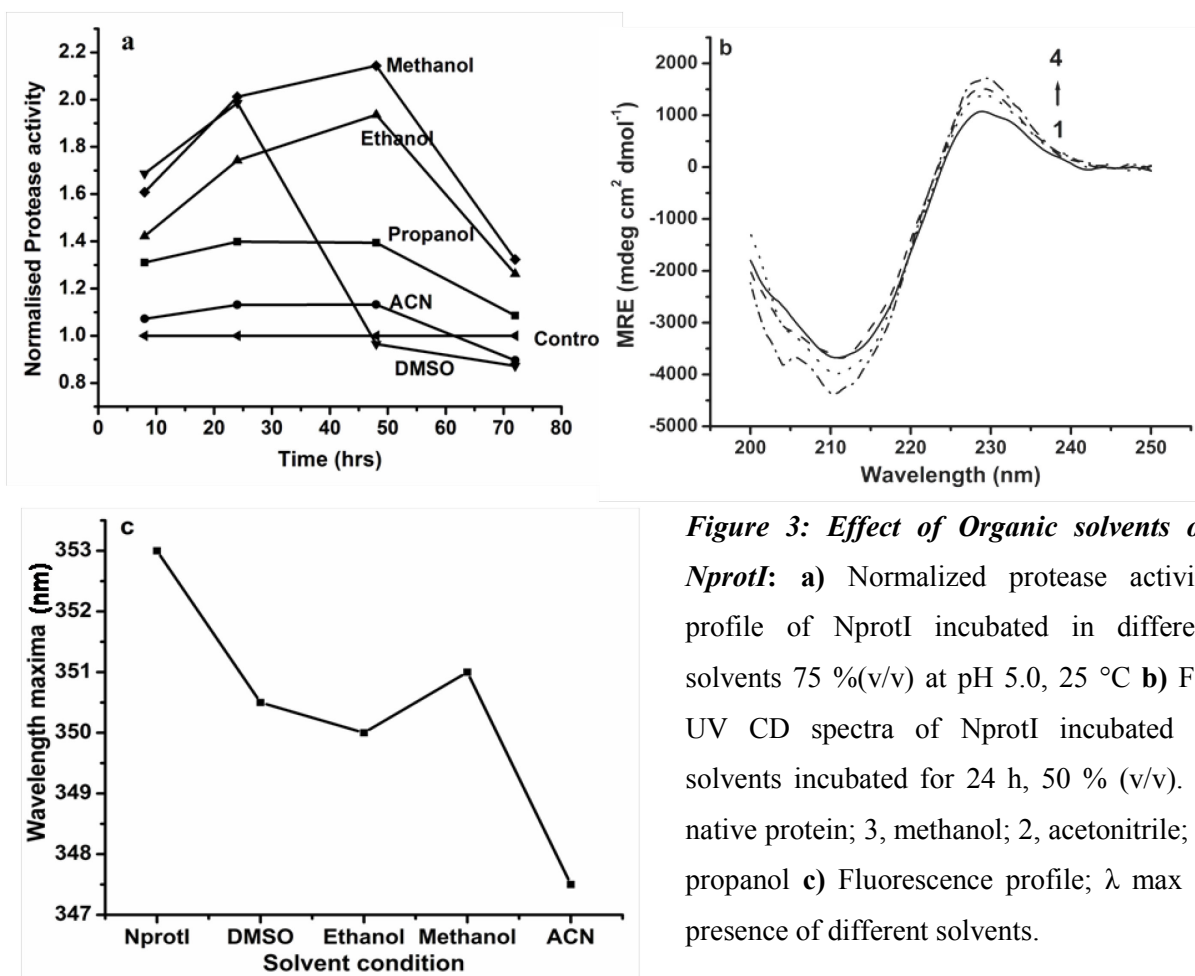 a
2.2
2.0
1.8
1.6
1.4
1.2
1.0
0.8
Normalised Protease activity
Methanol
Ethanol
Propanol
ACN
Contro
DMSO
0 10 20 30 40 50 60 70 80
Time (hrs)
b
2000
1000
0
-1000
-2000
-3000
-4000
-5000
MRE (mdeg cm² dmol⁻¹)
4
1
200 210 220 230 240 250
Wavelength (nm)
c
353
352
351
350
349
348
347
Wavelength maxima (nm)
NprotI DMSO Ethanol Methanol ACN
Solvent condition
Figure 3: Effect of Organic solvents o
NprotI: a) Normalized protease activi
profile of NprotI incubated in differe
solvents 75 %(v/v) at pH 5.0, 25 °C b) F
UV CD spectra of NprotI incubated
solvents incubated for 24 h, 50 % (v/v).
native protein; 3, methanol; 2, acetonitrile;
propanol c) Fluorescence profile; λ max
presence of different solvents.